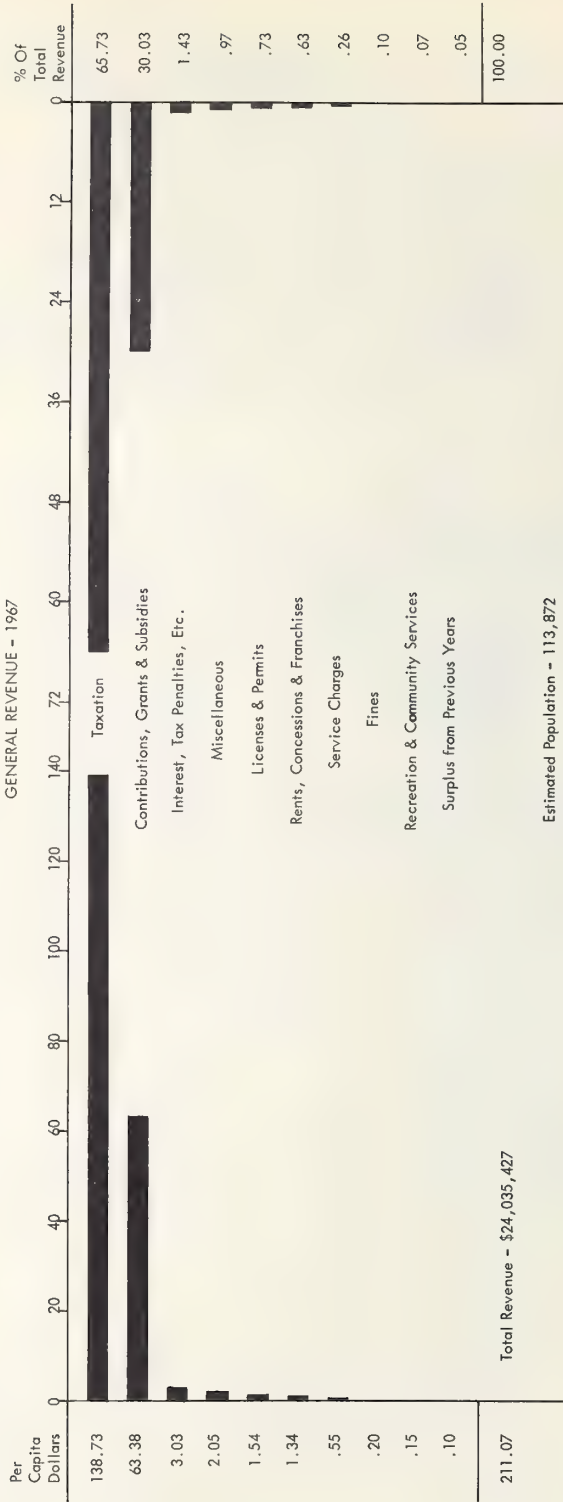 GENERAL REVENUE - 1967
Per Capita Dollars
0 20 40 60 80 100 120 140
72 60 48 36 24 12 0
% Of Total Revenue
138.73 Taxation 65.73
63.38 Contributions, Grants & Subsidies 30.03
3.03 Interest, Tax Penalties, Etc. 1.43
2.05 Miscellaneous .97
1.54 Licenses & Permits .73
1.34 Rents, Concessions & Franchises .63
.55 Service Charges .26
.20 Fines .10
.15 Recreation & Community Services .07
.10 Surplus from Previous Years .05
211.07 Total Revenue - $24,035,427 100.00
Estimated Population - 113,872